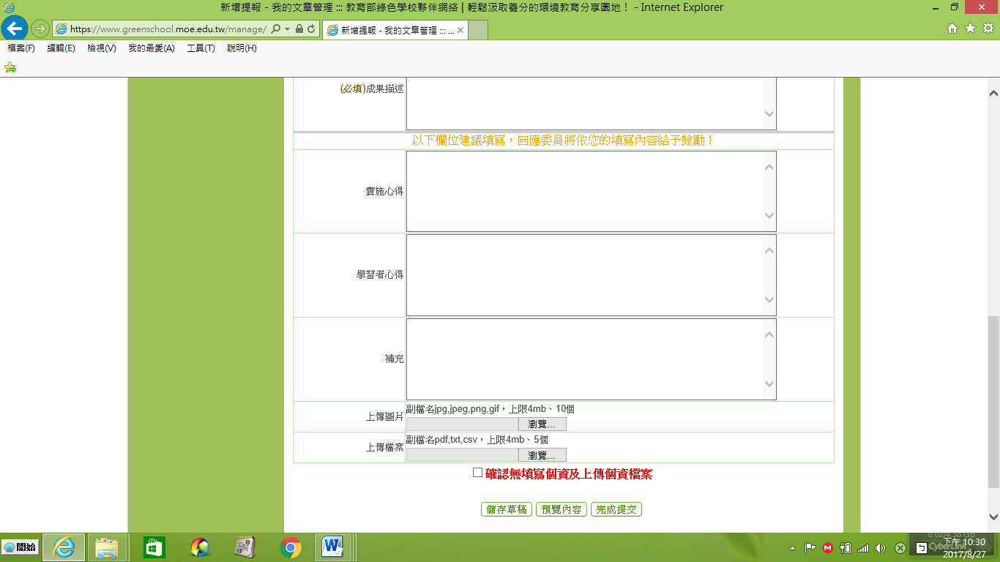 新增提報 - 我的文章管理 ::: 教育部綠色學校夥伴網絡 | 輕鬆汲取養分的環境教育分享園地！ - Internet Explorer
https://www.greenschool.moe.edu.tw/manage/
新增提報 - 我的文章管理 ::: ...
檔案(F) 編輯(E) 檢視(V) 我的最愛(A) 工具(T) 說明(H)
(必填)成果描述
以下欄位建議填寫，回應委員將依您的填寫內容給予鼓勵！
實施心得
學習者心得
補充
副檔名jpg,jpeg,png,gif，上限4mb、10個
上傳圖片
瀏覽...
副檔名pdf,txt,csv，上限4mb、5個
上傳檔案
瀏覽...
確認無填寫個資及上傳個資檔案
儲存草稿 預覽內容 完成提交
開始
0.02/4.38 GB
CyberLink
下午 10:30
2017/8/27